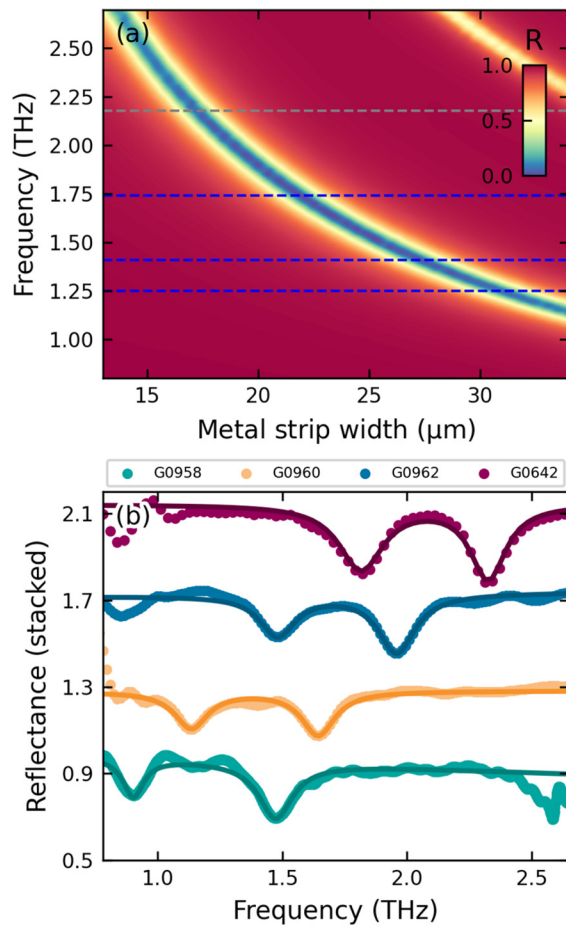 (a)
R
1.0
0.5
0.0
2.50
2.25
2.00
1.75
1.50
1.25
1.00
Frequency (THz)
15 20 25 30
Metal strip width (μm)
G0958 G0960 G0962 G0642
(b)
2.1
1.7
1.3
0.9
0.5
Reflectance (stacked)
1.0 1.5 2.0 2.5
Frequency (THz)